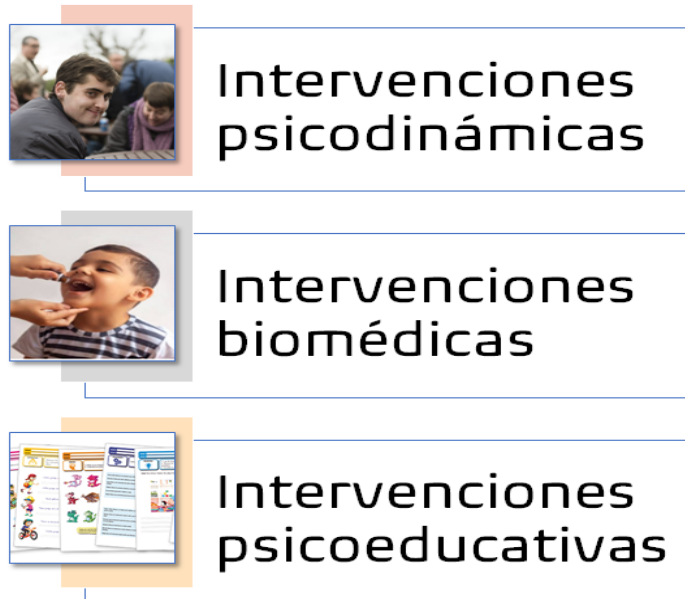 Intervenciones
psicodinámicas
Intervenciones
biomédicas
Intervenciones
psicoeducativas